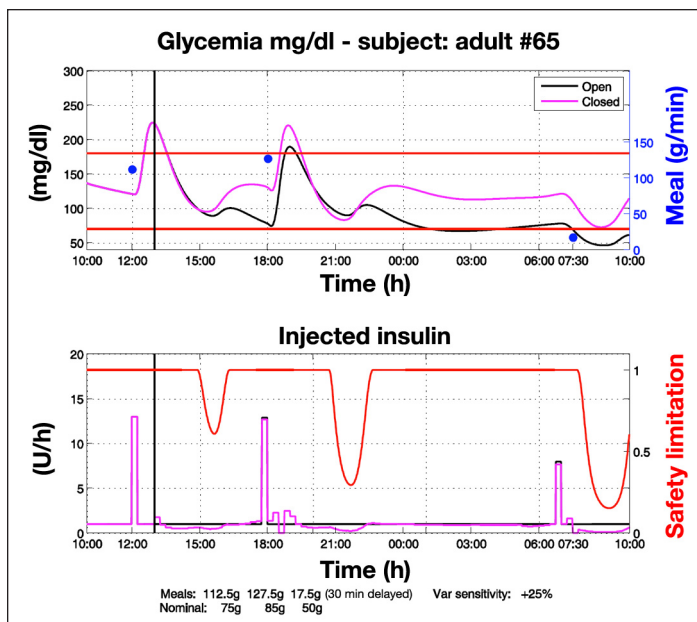 Glycemia mg/dl - subject: adult #65
300
250
200
150
100
50
(mg/dl)
Open
Closed
150
100
50
0
Meal (g/min)
10:00 12:00 15:00 18:00 21:00 00:00 03:00 06:00 07:30 10:00
Time (h)
Injected insulin
20
15
10
5
0
(U/h)
1
0.5
0
Safety limitation
10:00 12:00 15:00 18:00 21:00 00:00 03:00 06:00 07:30 10:00
Time (h)
Meals: 112.5g 127.5g 17.5g (30 min delayed) Var sensitivity: +25%
Nominal: 75g 85g 50g